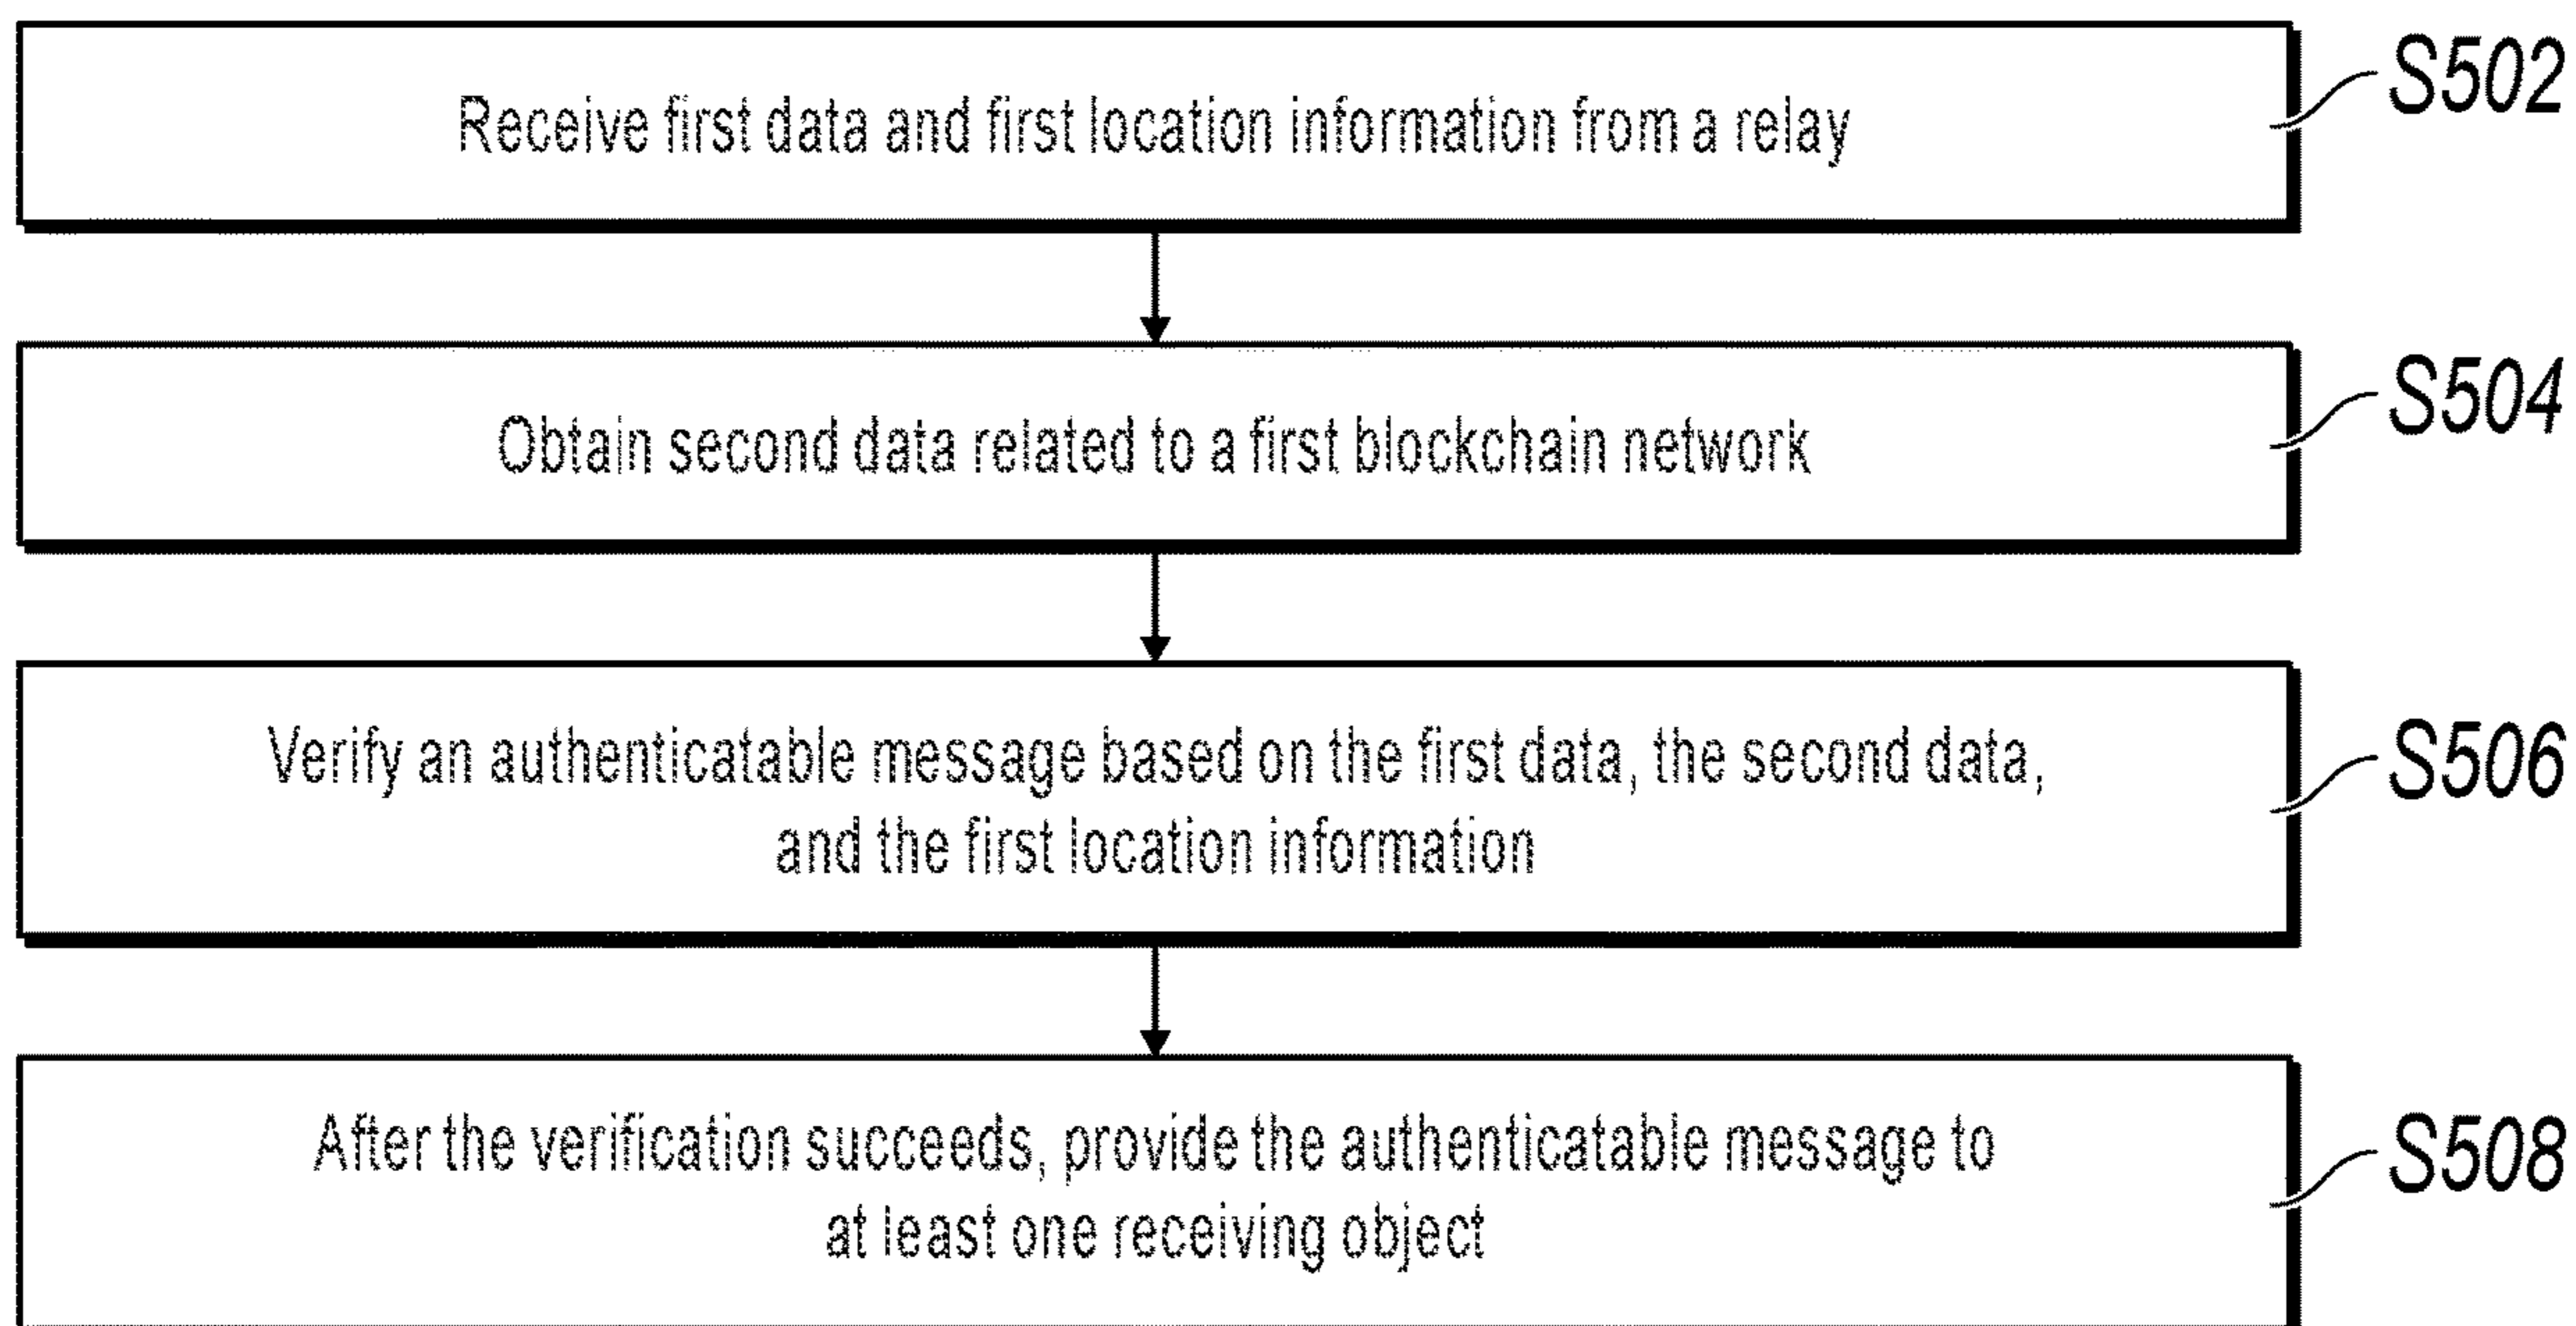 Receive first data and first location information from a relay
S502
Obtain second data related to a first blockchain network
S504
Verify an authenticatable message based on the first data, the second data,
and the first location information
S506
After the verification succeeds, provide the authenticatable message to
at least one receiving object
S508